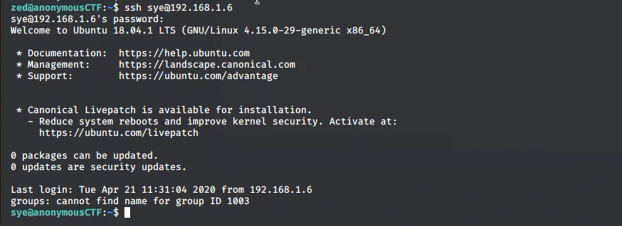 zed@anonymousCTF:~$ ssh sye@192.168.1.6
sye@192.168.1.6's password:
Welcome to Ubuntu 18.04.1 LTS (GNU/Linux 4.15.0-29-generic x86_64)
* Documentation: https://help.ubuntu.com
* Management: https://landscape.canonical.com
* Support: https://ubuntu.com/advantage
* Canonical Livepatch is available for installation.
- Reduce system reboots and improve kernel security. Activate at:
https://ubuntu.com/livepatch
0 packages can be updated.
0 updates are security updates.
Last login: Tue Apr 21 11:31:04 2020 from 192.168.1.6
groups: cannot find name for group ID 1003
sye@anonymousCTF:~$